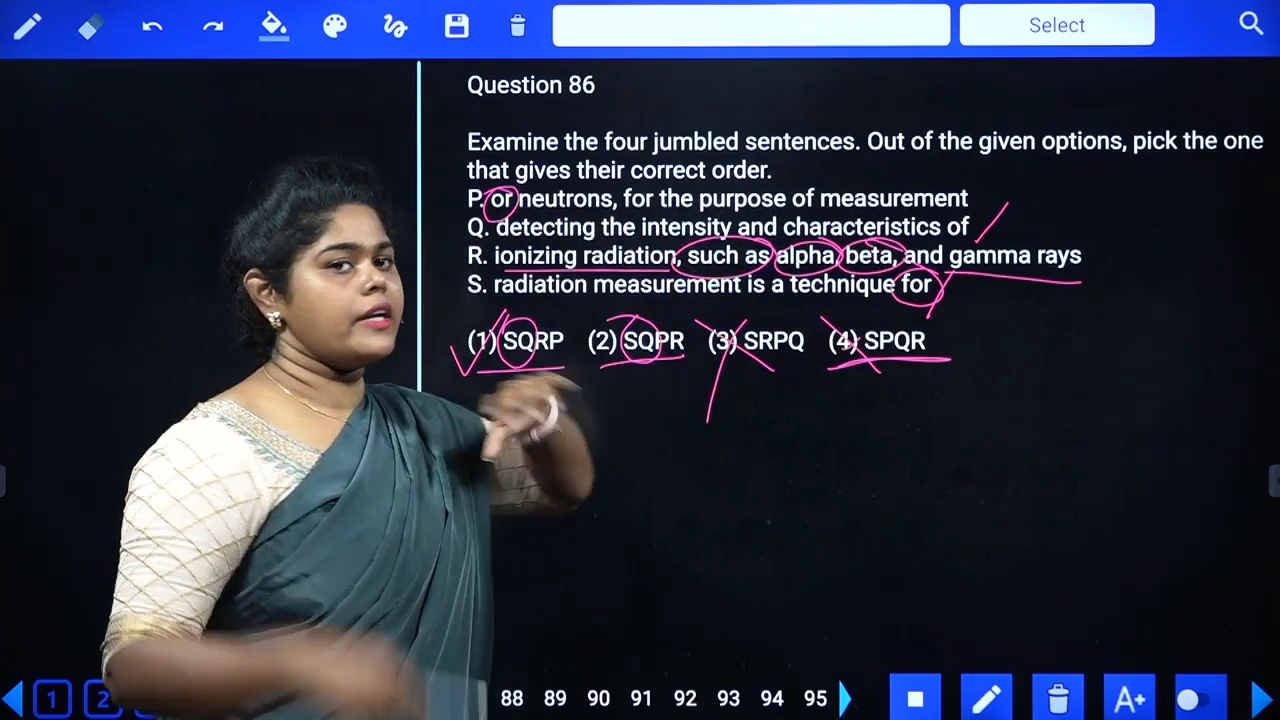 Select
Question 86
Examine the four jumbled sentences. Out of the given options, pick the one
that gives their correct order.
P. or neutrons, for the purpose of measurement
Q. detecting the intensity and characteristics of
R. ionizing radiation, such as alpha, beta, and gamma rays
S. radiation measurement is a technique for
(1) SQRP (2) SQPR (3) SRPQ (4) SPQR
1 2 88 89 90 91 92 93 94 95 A+